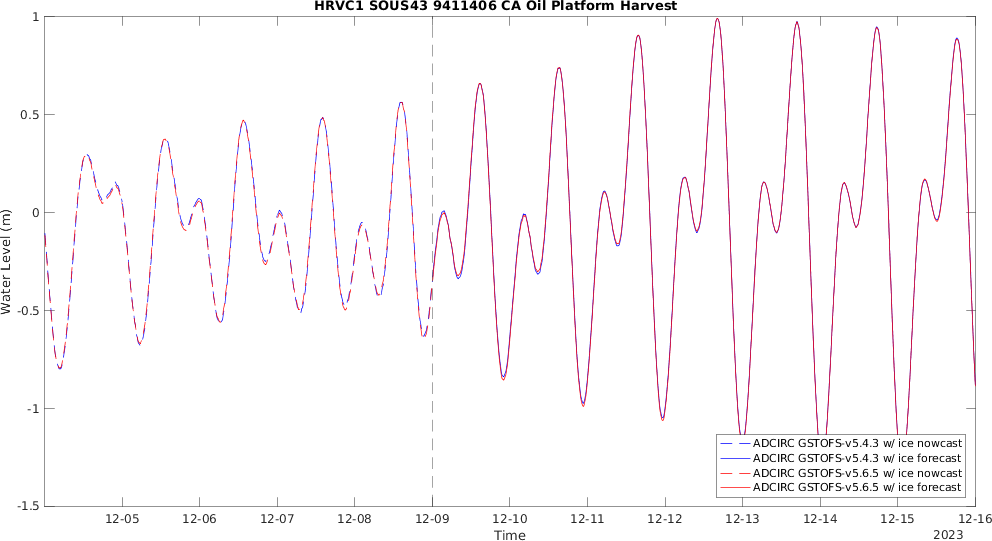 HRVC1 SOUS43 9411406 CA Oil Platform Harvest
1
0.5
0
-0.5
-1
-1.5
Water Level (m)
ADCIRC GSTOFS-v5.4.3 w/ ice nowcast
ADCIRC GSTOFS-v5.4.3 w/ ice forecast
ADCIRC GSTOFS-v5.6.5 w/ ice nowcast
ADCIRC GSTOFS-v5.6.5 w/ ice forecast
12-05 12-06 12-07 12-08 12-09 12-10 12-11 12-12 12-13 12-14 12-15 12-16
Time
2023